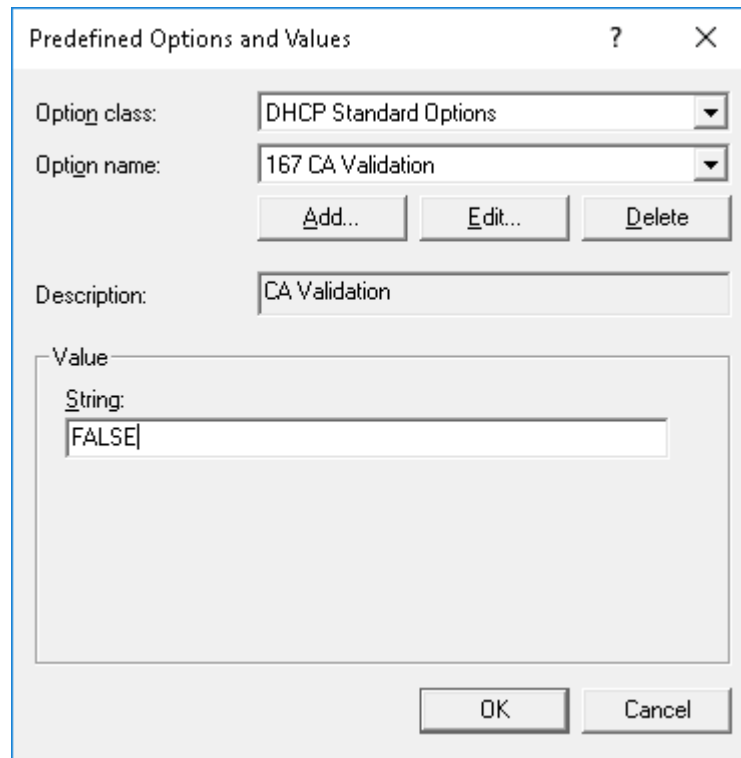 Predefined Options and Values ? ×
Option class: DHCP Standard Options
Option name: 167 CA Validation
Add... Edit... Delete
Description: CA Validation
Value
String:
FALSE
OK Cancel